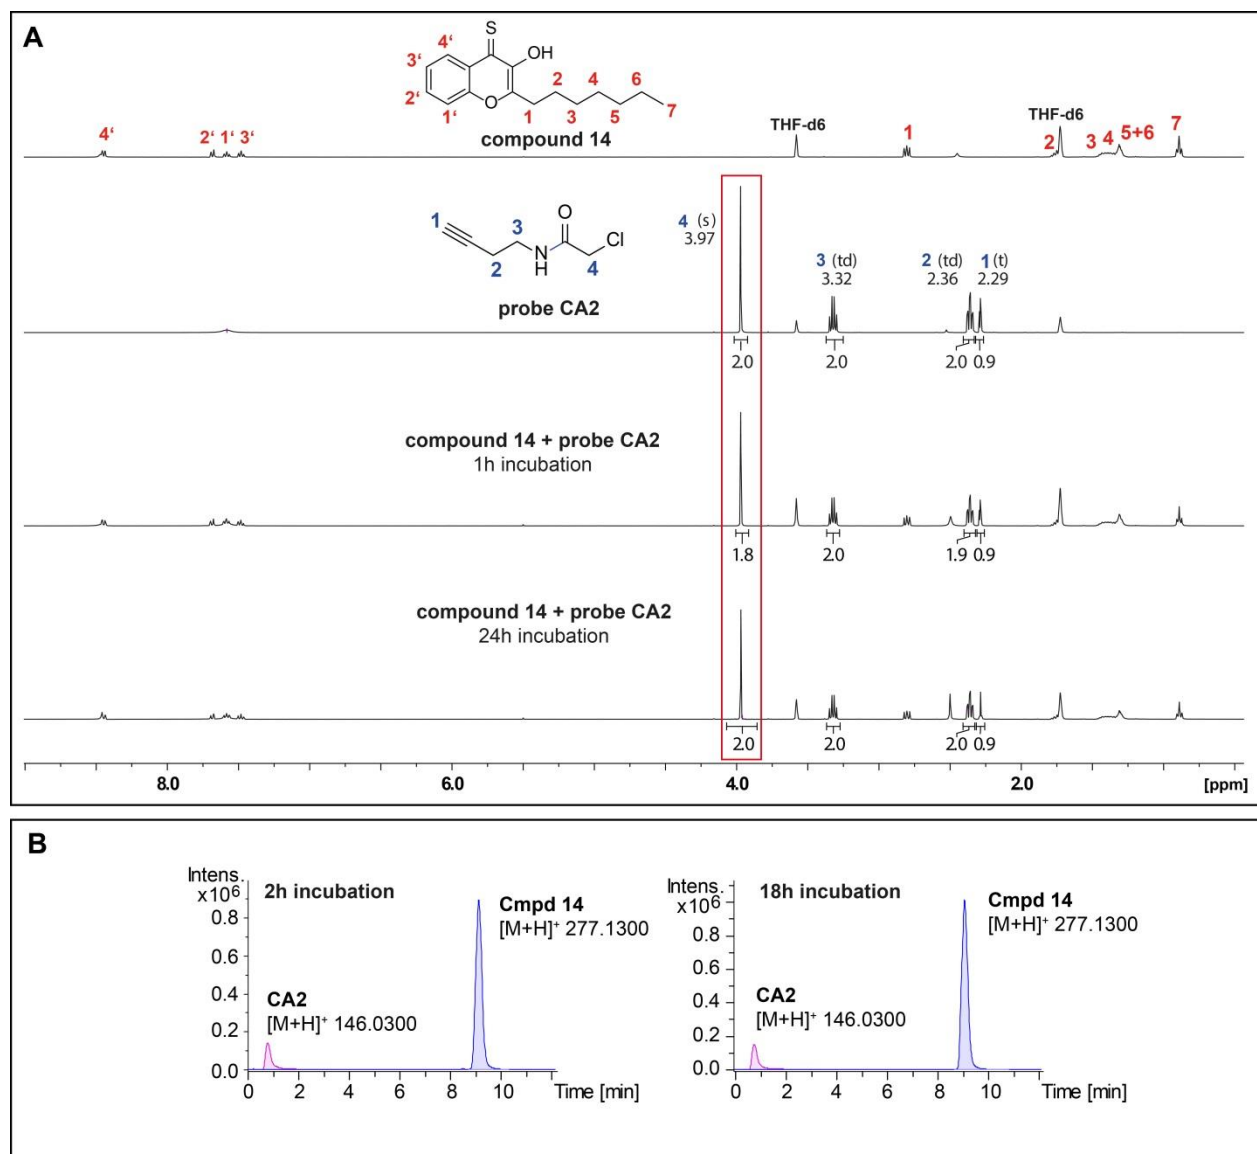 A
S
4‘
OH
3‘
2‘
O
1‘
2
4
6
1
3
5
7
compound 14
4‘
2‘ 1‘ 3‘
THF-d6
1
THF-d6
2
3 4 5+6
7
1
3
O
Cl
2
N
H
4
probe CA2
4 (s)
3.97
3 (td)
3.32
2 (td)
2.36
1 (t)
2.29
2.0
2.0
2.0 0.9
compound 14 + probe CA2
1h incubation
1.8
2.0
1.9 0.9
compound 14 + probe CA2
24h incubation
2.0
2.0
2.0 0.9
8.0 6.0 4.0 2.0 [ppm]
B
Intens.
x10⁶
2h incubation
0.8
0.6
0.4
0.2
0.0
Cmpd 14
[M+H]⁺ 277.1300
CA2
[M+H]⁺ 146.0300
0 2 4 6 8 10 Time [min]
Intens.
x10⁶
18h incubation
0.8
0.6
0.4
0.2
0.0
Cmpd 14
[M+H]⁺ 277.1300
CA2
[M+H]⁺ 146.0300
0 2 4 6 8 10 Time [min]